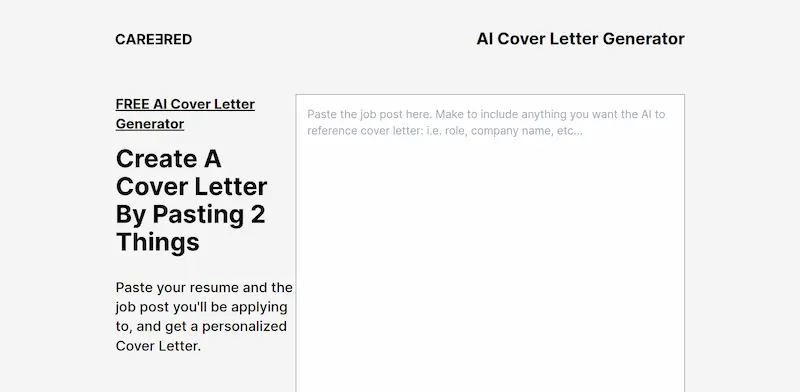 CAREƎRED
AI Cover Letter Generator
FREE AI Cover Letter
Generator
Create A
Cover Letter
By Pasting 2
Things
Paste your resume and the
job post you'll be applying
to, and get a personalized
Cover Letter.
Paste the job post here. Make to include anything you want the AI to
reference cover letter: i.e. role, company name, etc...